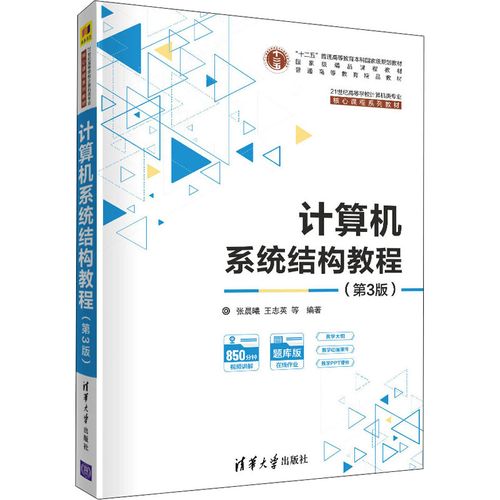 "十二五"普通高等教育本科国家级规划教材
国家级精品课程教材
普通高等教育精品教材
21世纪高等学校计算机类专业
核心课程系列教材
计算机
系统结构教程
(第3版)
张晨曦 王志英 等 编著
850分钟
视频讲解
题库版
在线作业
教学大纲
教学PPT课件
清华大学出版社
计算机系统结构教程(第3版)
清华大学出版社